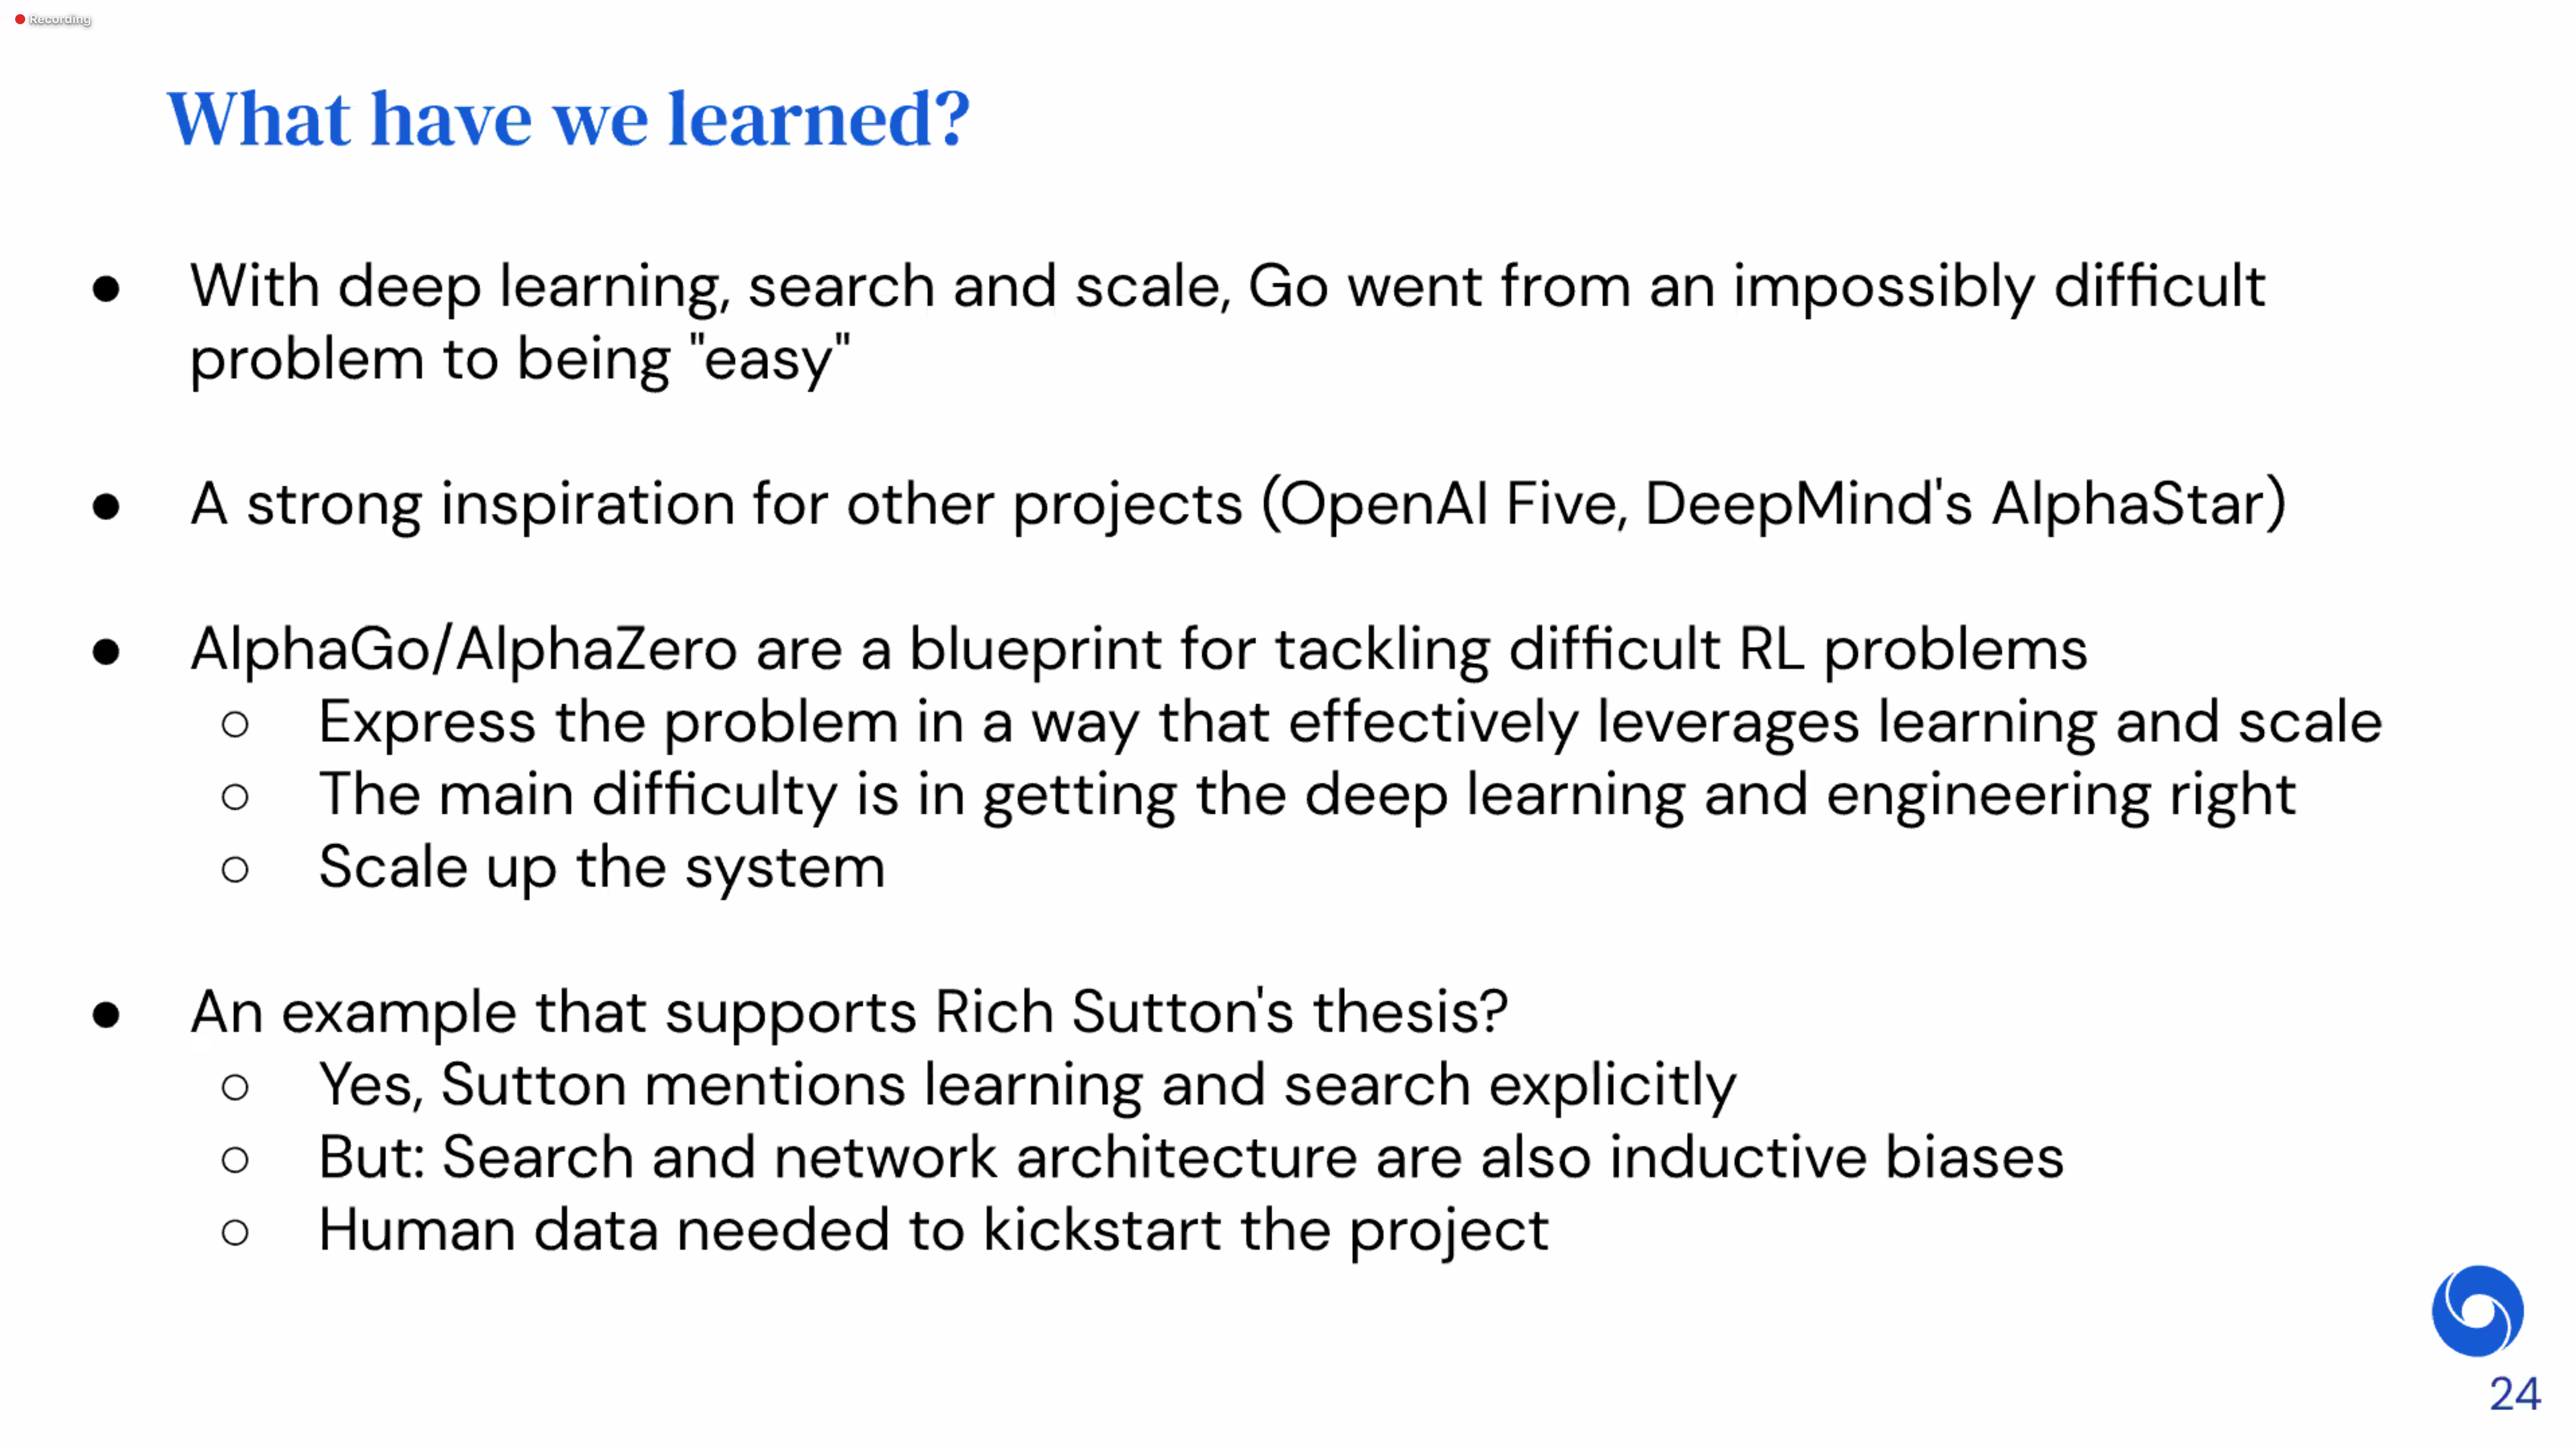 Recording
What have we learned?
● With deep learning, search and scale, Go went from an impossibly difficult
problem to being "easy"
● A strong inspiration for other projects (OpenAI Five, DeepMind's AlphaStar)
● AlphaGo/AlphaZero are a blueprint for tackling difficult RL problems
○ Express the problem in a way that effectively leverages learning and scale
○ The main difficulty is in getting the deep learning and engineering right
○ Scale up the system
● An example that supports Rich Sutton's thesis?
○ Yes, Sutton mentions learning and search explicitly
○ But: Search and network architecture are also inductive biases
○ Human data needed to kickstart the project
24